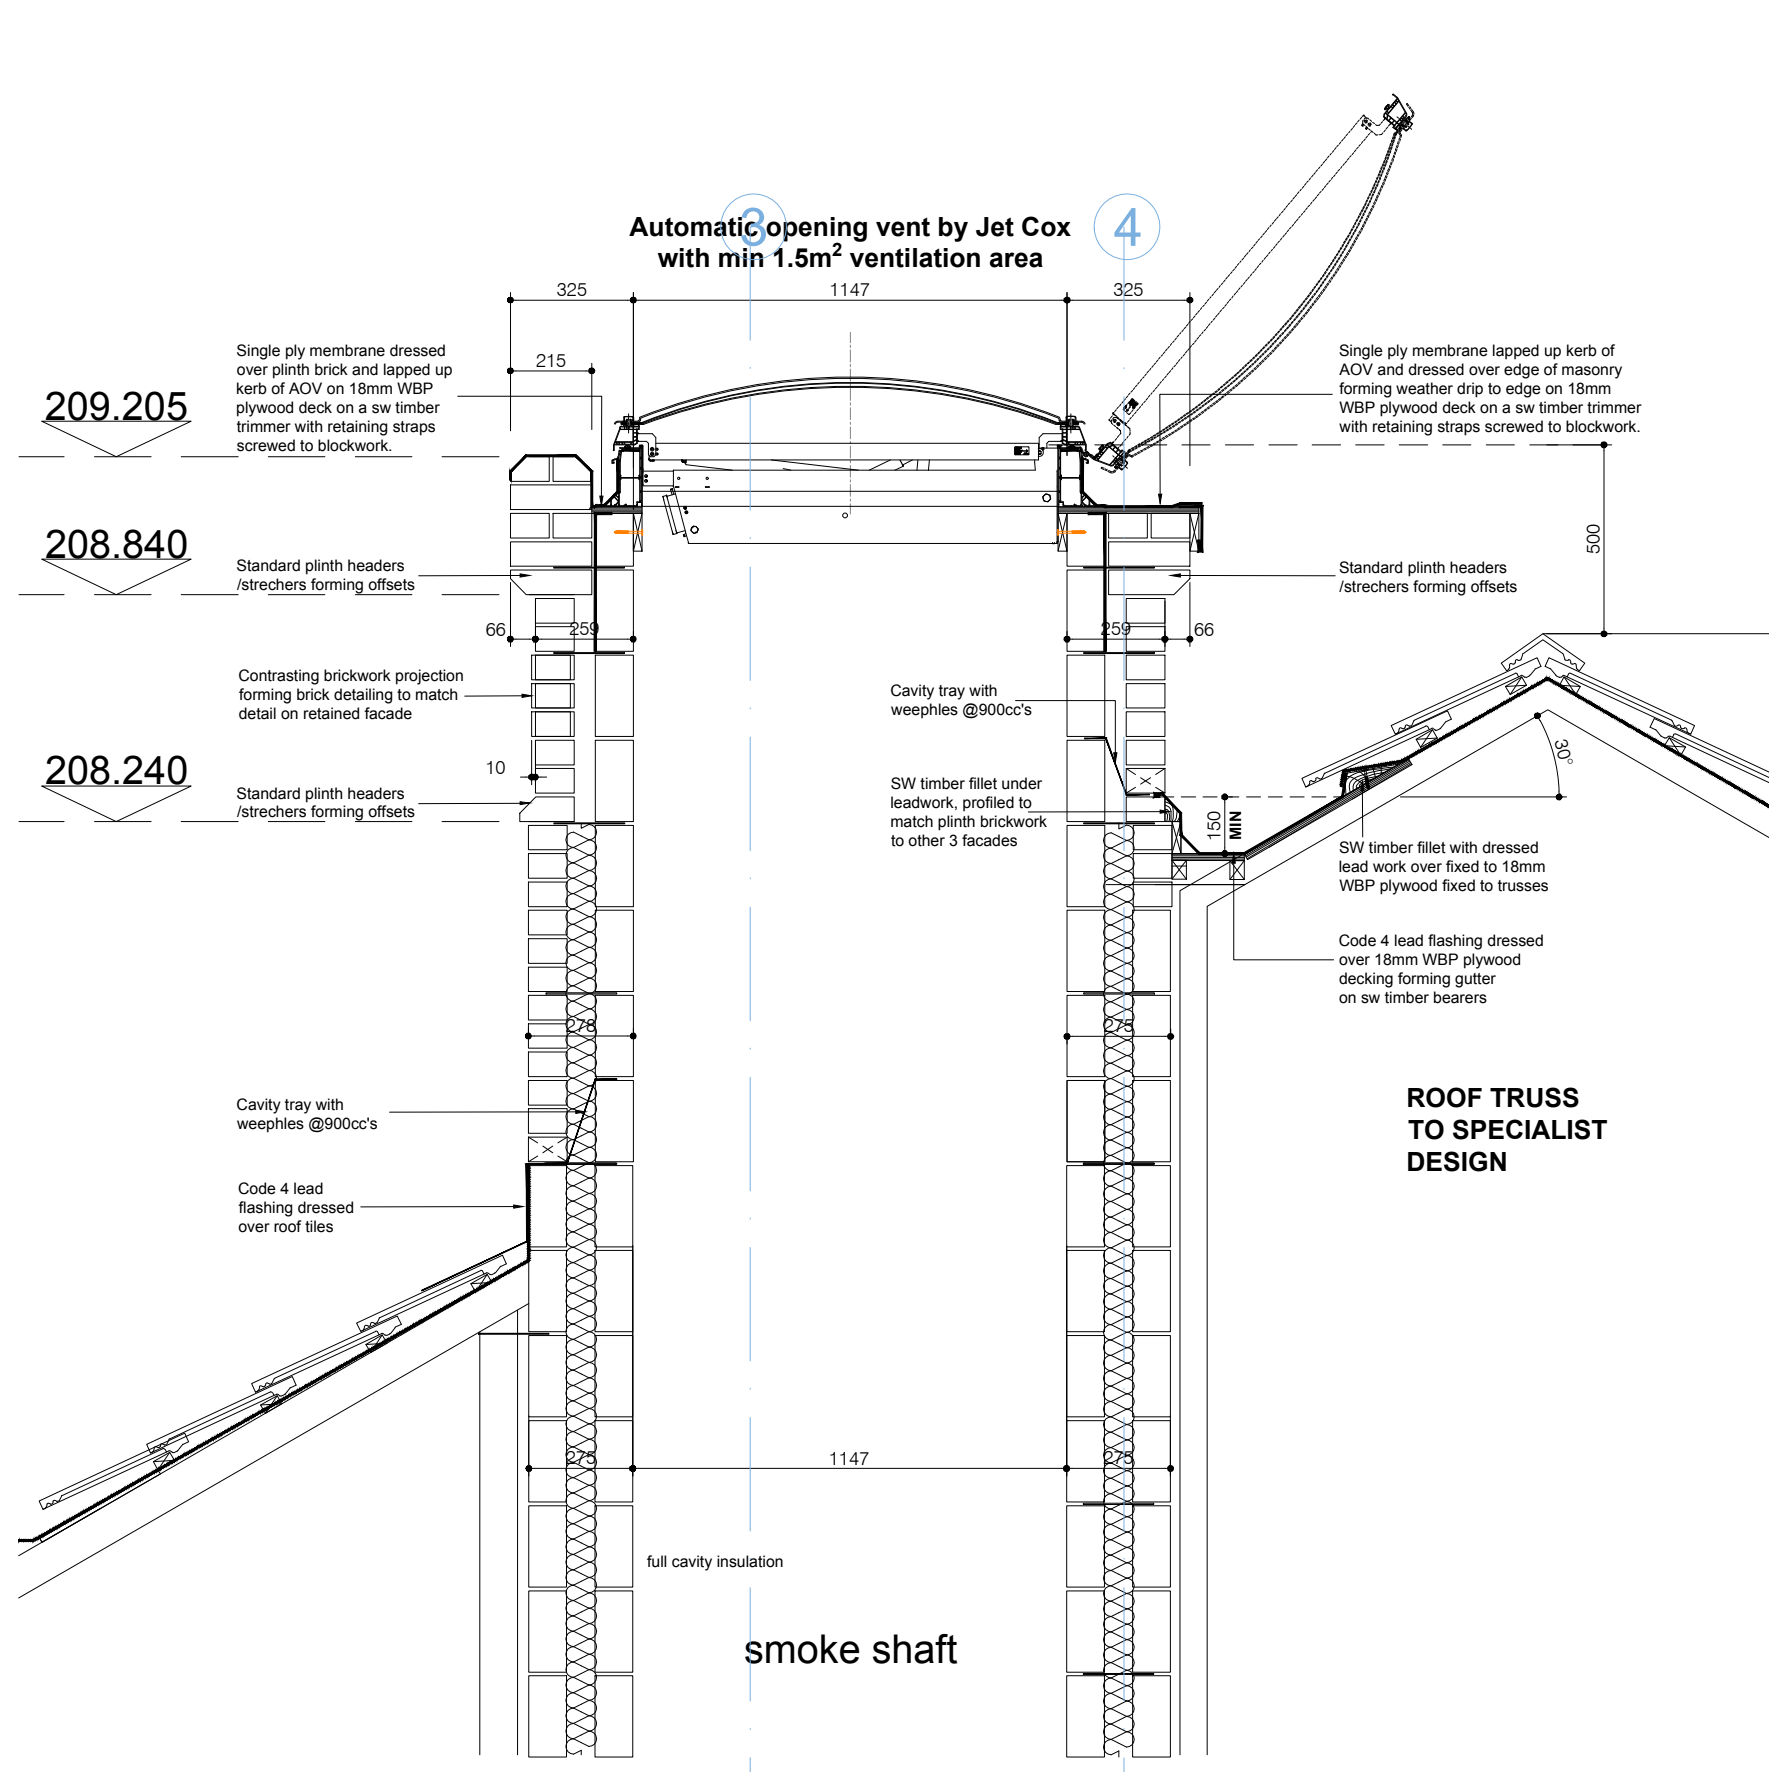 3
4
Automatic opening vent by Jet Cox
with min 1.5m² ventilation area
325
1147
325
215
Single ply membrane dressed
over plinth brick and lapped up
kerb of AOV on 18mm WBP
plywood deck on a sw timber
trimmer with retaining straps
screwed to blockwork.
Single ply membrane lapped up kerb of
AOV and dressed over edge of masonry
forming weather drip to edge on 18mm
WBP plywood deck on a sw timber trimmer
with retaining straps screwed to blockwork.
209.205
208.840
500
Standard plinth headers
/strechers forming offsets
Standard plinth headers
/strechers forming offsets
66
259
259
66
Contrasting brickwork projection
forming brick detailing to match
detail on retained facade
Cavity tray with
weephles @900cc's
30°
208.240
10
Standard plinth headers
/strechers forming offsets
SW timber fillet under
leadwork, profiled to
match plinth brickwork
to other 3 facades
150
MIN
SW timber fillet with dressed
lead work over fixed to 18mm
WBP plywood fixed to trusses
Code 4 lead flashing dressed
over 18mm WBP plywood
decking forming gutter
on sw timber bearers
278
275
Cavity tray with
weephles @900cc's
ROOF TRUSS
TO SPECIALIST
DESIGN
Code 4 lead
flashing dressed
over roof tiles
275
1147
275
full cavity insulation
smoke shaft